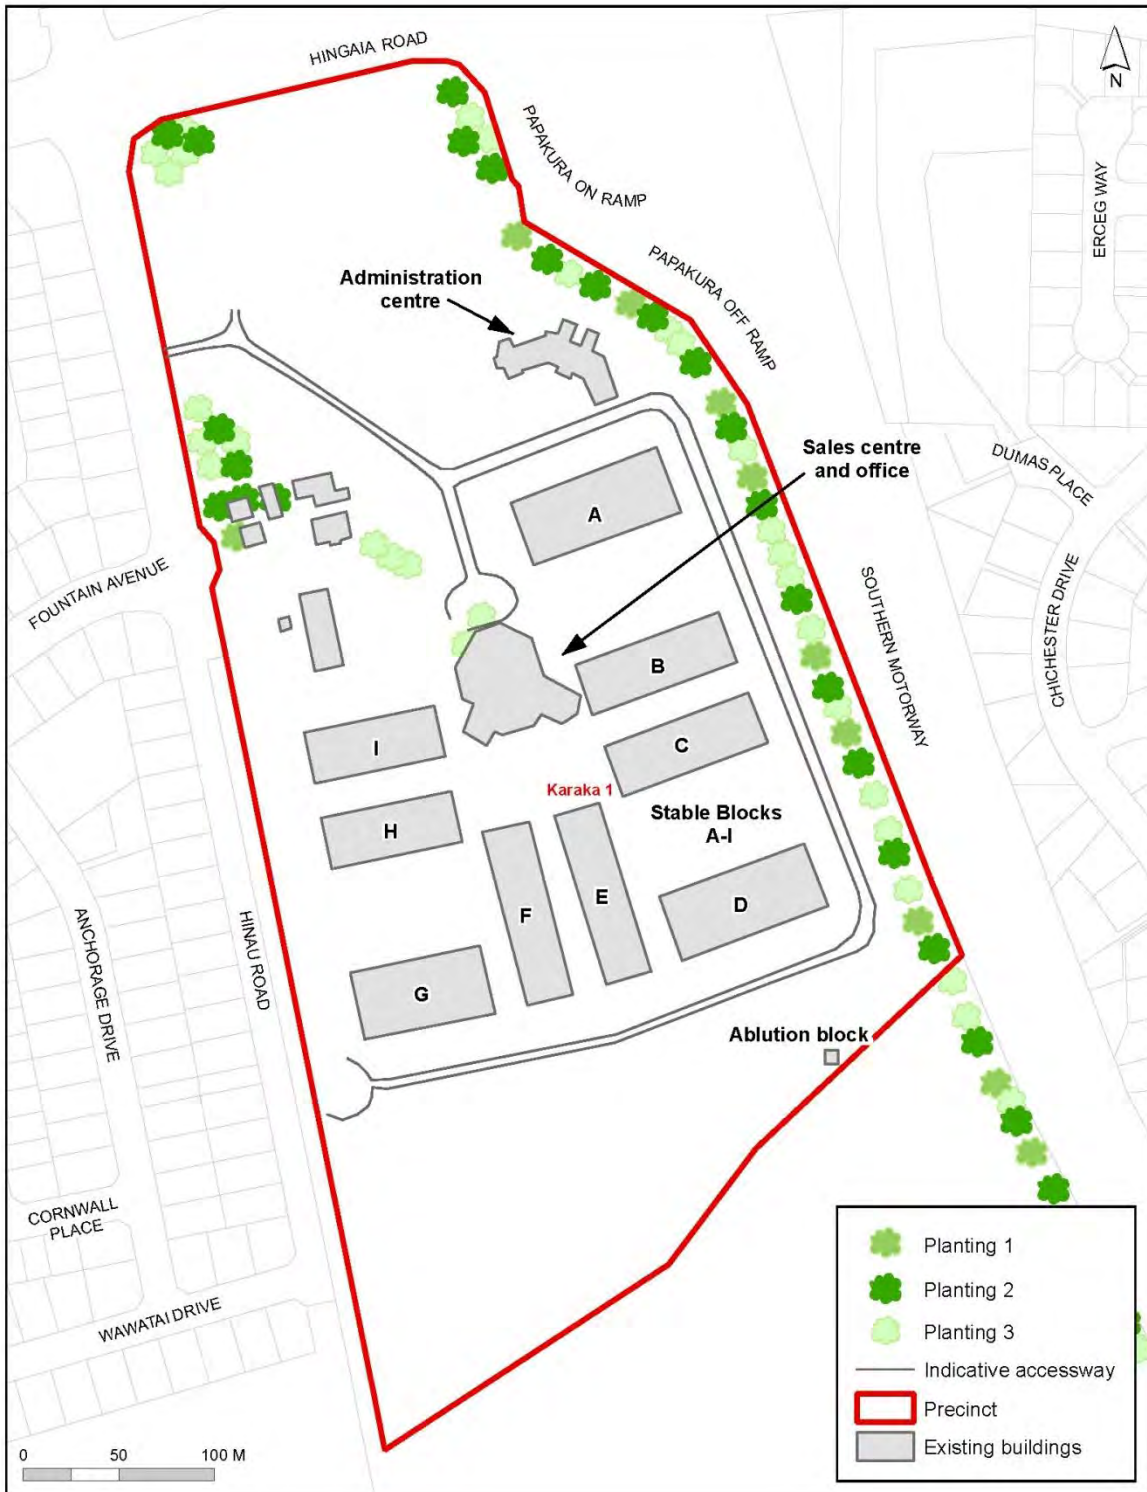 HINGAIA ROAD
N
PAPAKURA ON RAMP
ERCEG WAY
Administration
centre
PAPAKURA OFF RAMP
Sales centre
and office
DUMAS PLACE
A
FOUNTAIN AVENUE
SOUTHERN MOTORWAY
CHICHESTER DRIVE
B
I
C
Karaka 1
Stable Blocks
A-I
H
F
E
D
ANCHORAGE DRIVE
HINAU ROAD
G
Ablution block
CORNWALL
PLACE
WAWATAI DRIVE
Planting 1
Planting 2
Planting 3
Indicative accessway
Precinct
Existing buildings
0 50 100 M